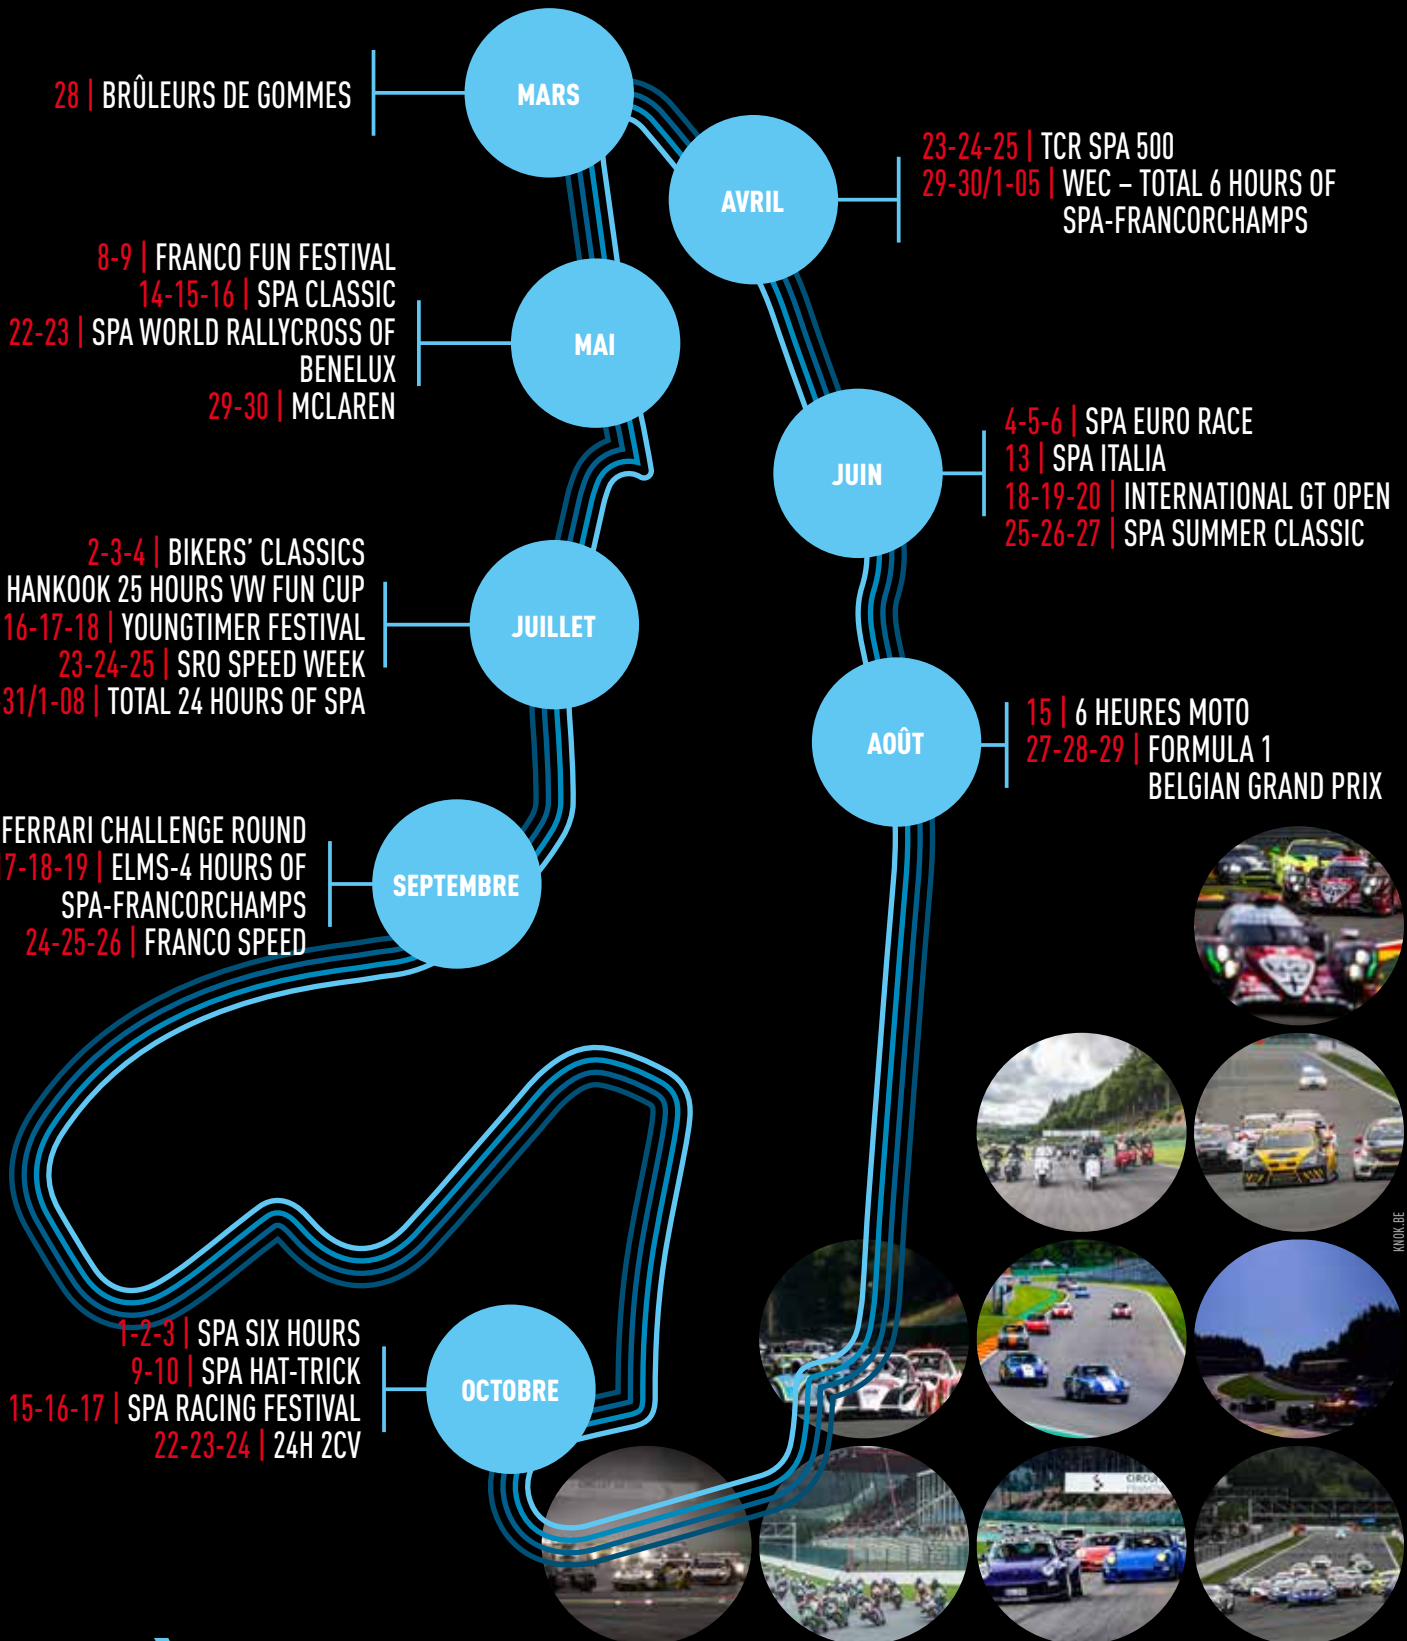 MARS
28 | BRÛLEURS DE GOMMES
AVRIL
23-24-25 | TCR SPA 500
29-30/1-05 | WEC – TOTAL 6 HOURS OF
SPA-FRANCORCHAMPS
MAI
8-9 | FRANCO FUN FESTIVAL
14-15-16 | SPA CLASSIC
22-23 | SPA WORLD RALLYCROSS OF
BENELUX
29-30 | MCLAREN
JUIN
4-5-6 | SPA EURO RACE
13 | SPA ITALIA
18-19-20 | INTERNATIONAL GT OPEN
25-26-27 | SPA SUMMER CLASSIC
JUILLET
2-3-4 | BIKERS’ CLASSICS
HANKOOK 25 HOURS VW FUN CUP
16-17-18 | YOUNGTIMER FESTIVAL
23-24-25 | SRO SPEED WEEK
31/1-08 | TOTAL 24 HOURS OF SPA
AOÛT
15 | 6 HEURES MOTO
27-28-29 | FORMULA 1
BELGIAN GRAND PRIX
SEPTEMBRE
FERRARI CHALLENGE ROUND
17-18-19 | ELMS-4 HOURS OF
SPA-FRANCORCHAMPS
24-25-26 | FRANCO SPEED
OCTOBRE
1-2-3 | SPA SIX HOURS
9-10 | SPA HAT-TRICK
15-16-17 | SPA RACING FESTIVAL
22-23-24 | 24H 2CV
KNOK.BE